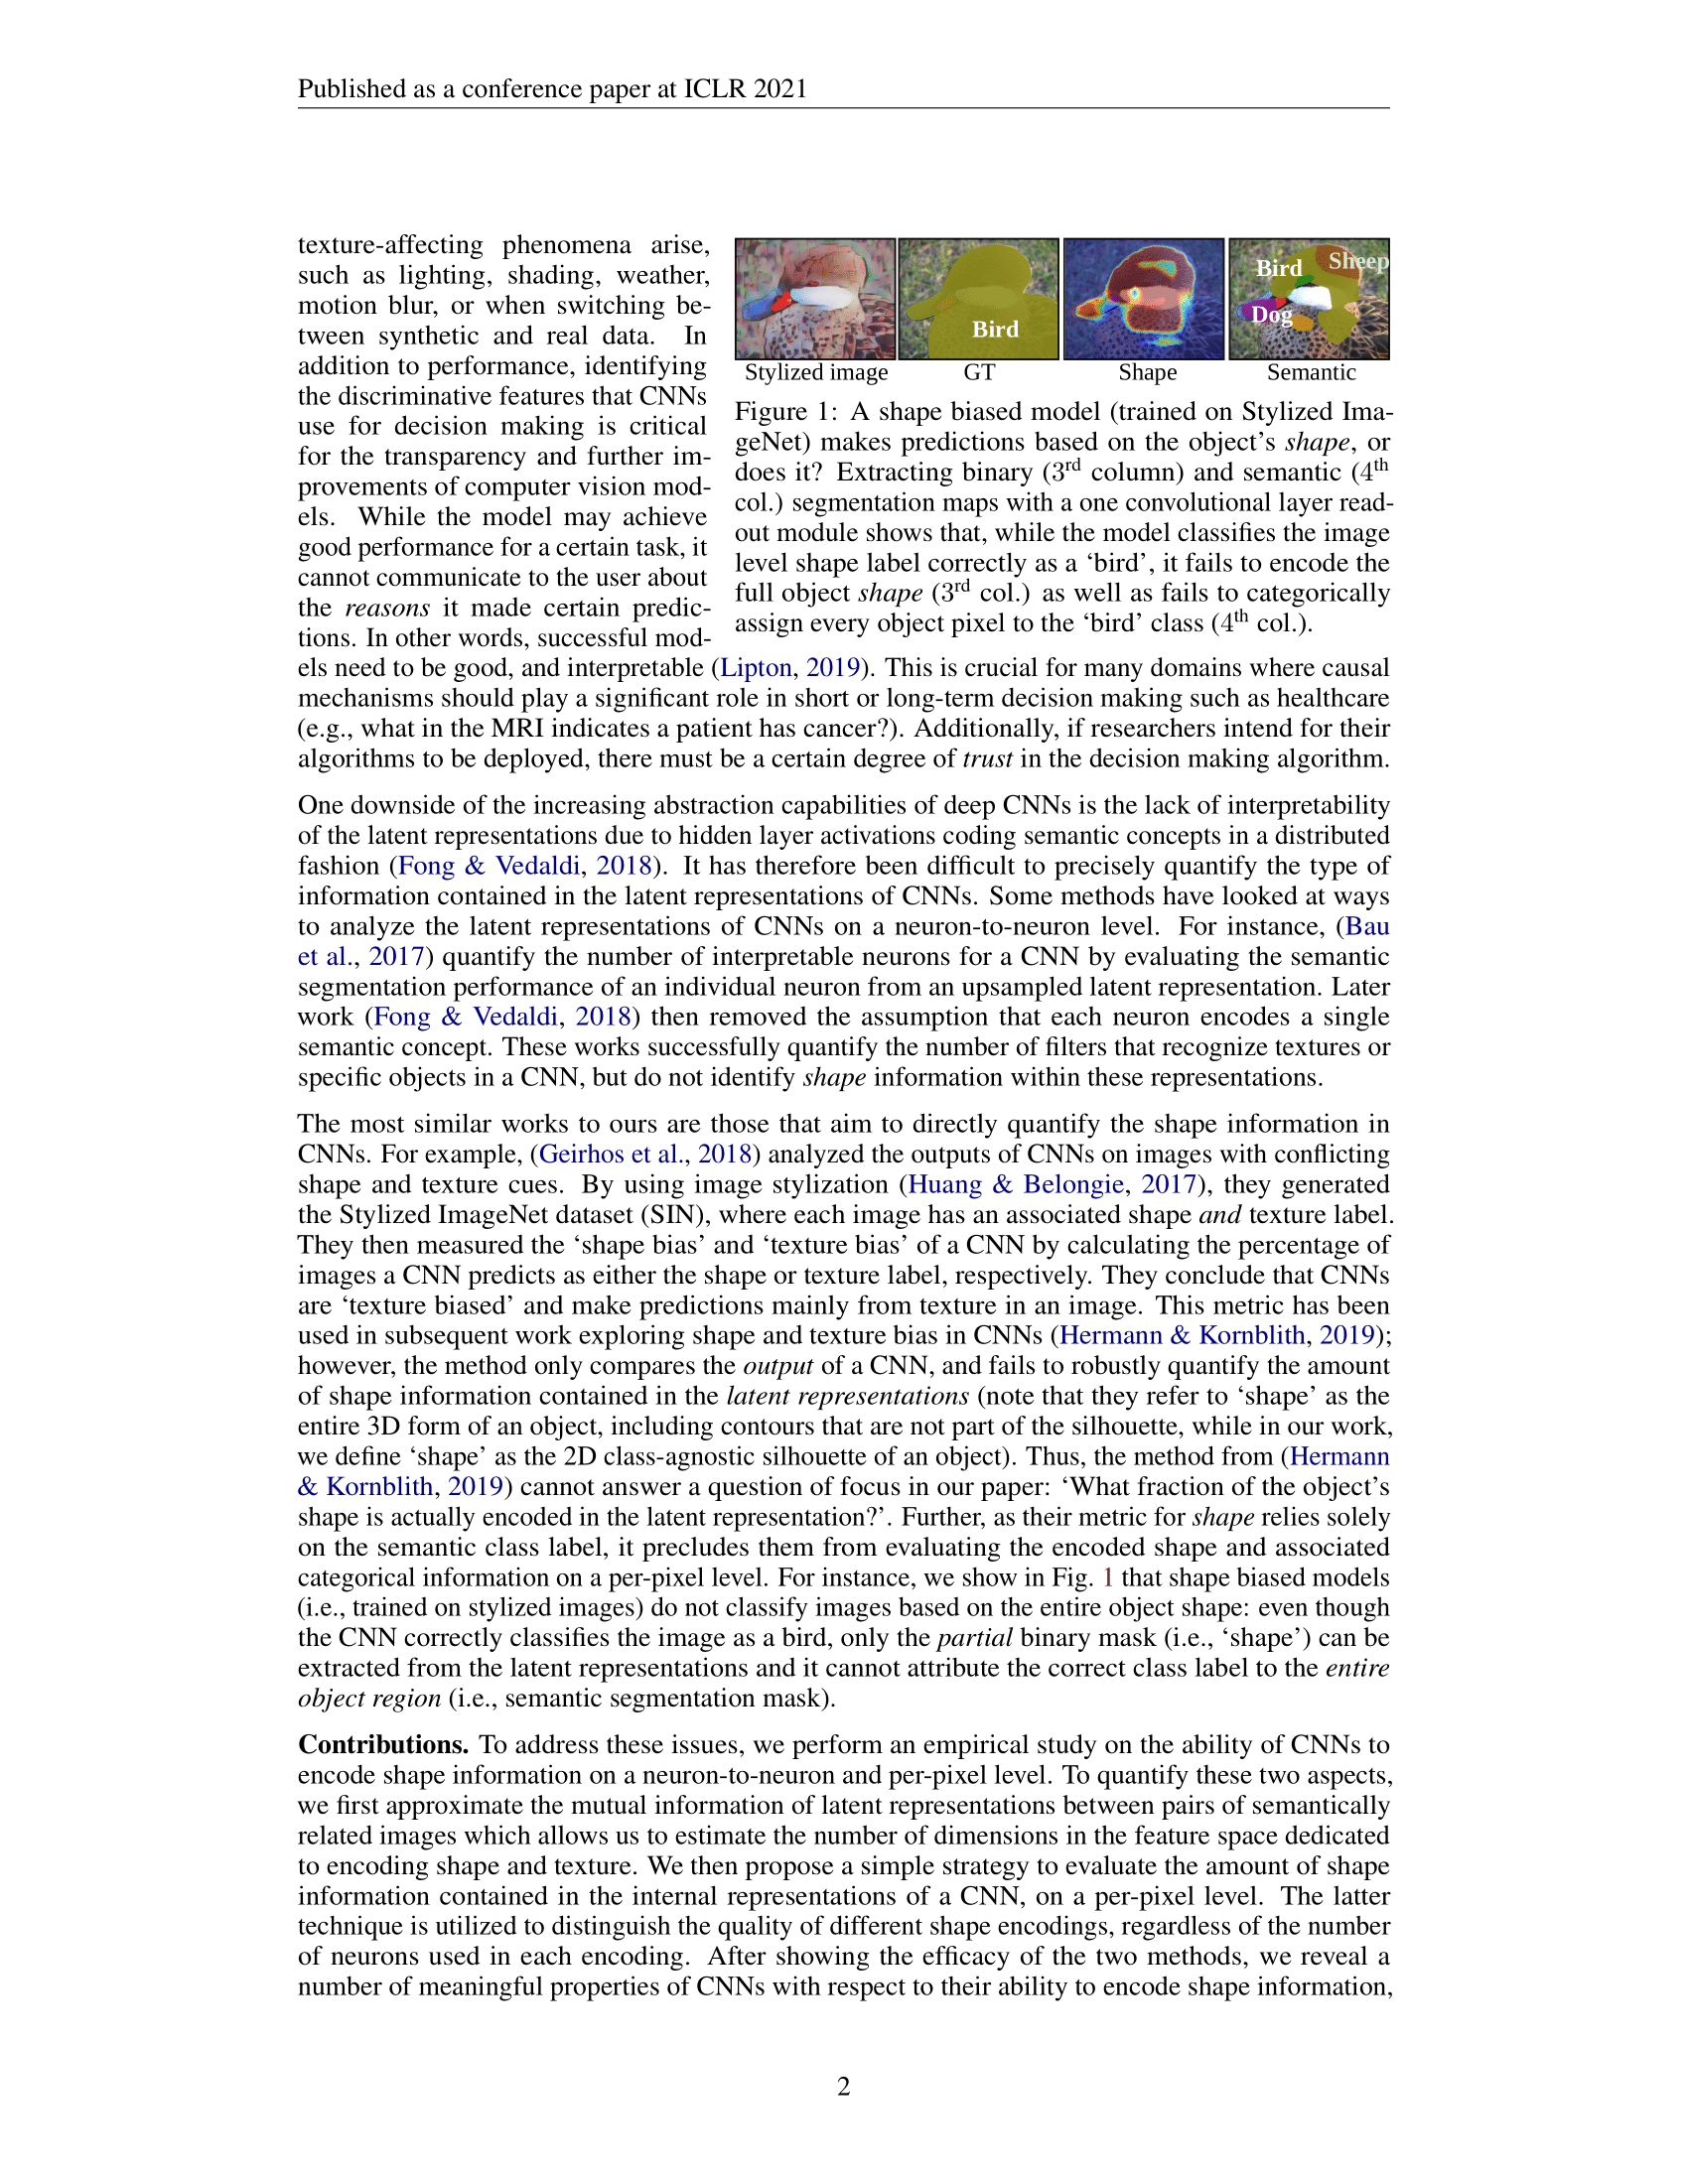 Published as a conference paper at ICLR 2021
texture-affecting phenomena arise,
such as lighting, shading, weather,
motion blur, or when switching be-
tween synthetic and real data. In
addition to performance, identifying
the discriminative features that CNNs
use for decision making is critical
for the transparency and further im-
provements of computer vision mod-
els. While the model may achieve
good performance for a certain task, it
cannot communicate to the user about
the reasons it made certain predic-
tions. In other words, successful mod-
Bird
Bird
Sheep
Dog
Stylized image
GT
Shape
Semantic
Figure 1: A shape biased model (trained on Stylized Ima-
geNet) makes predictions based on the object's shape, or
does it? Extracting binary (3rd column) and semantic (4th
col.) segmentation maps with a one convolutional layer read-
out module shows that, while the model classifies the image
level shape label correctly as a ‘bird’, it fails to encode the
full object shape (3rd col.) as well as fails to categorically
assign every object pixel to the ‘bird’ class (4th col.).
els need to be good, and interpretable (Lipton, 2019). This is crucial for many domains where causal
mechanisms should play a significant role in short or long-term decision making such as healthcare
(e.g., what in the MRI indicates a patient has cancer?). Additionally, if researchers intend for their
algorithms to be deployed, there must be a certain degree of trust in the decision making algorithm.
One downside of the increasing abstraction capabilities of deep CNNs is the lack of interpretability
of the latent representations due to hidden layer activations coding semantic concepts in a distributed
fashion (Fong & Vedaldi, 2018). It has therefore been difficult to precisely quantify the type of
information contained in the latent representations of CNNs. Some methods have looked at ways
to analyze the latent representations of CNNs on a neuron-to-neuron level. For instance, (Bau
et al., 2017) quantify the number of interpretable neurons for a CNN by evaluating the semantic
segmentation performance of an individual neuron from an upsampled latent representation. Later
work (Fong & Vedaldi, 2018) then removed the assumption that each neuron encodes a single
semantic concept. These works successfully quantify the number of filters that recognize textures or
specific objects in a CNN, but do not identify shape information within these representations.
The most similar works to ours are those that aim to directly quantify the shape information in
CNNs. For example, (Geirhos et al., 2018) analyzed the outputs of CNNs on images with conflicting
shape and texture cues. By using image stylization (Huang & Belongie, 2017), they generated
the Stylized ImageNet dataset (SIN), where each image has an associated shape and texture label.
They then measured the ‘shape bias’ and ‘texture bias’ of a CNN by calculating the percentage of
images a CNN predicts as either the shape or texture label, respectively. They conclude that CNNs
are ‘texture biased’ and make predictions mainly from texture in an image. This metric has been
used in subsequent work exploring shape and texture bias in CNNs (Hermann & Kornblith, 2019);
however, the method only compares the output of a CNN, and fails to robustly quantify the amount
of shape information contained in the latent representations (note that they refer to ‘shape’ as the
entire 3D form of an object, including contours that are not part of the silhouette, while in our work,
we define ‘shape’ as the 2D class-agnostic silhouette of an object). Thus, the method from (Hermann
& Kornblith, 2019) cannot answer a question of focus in our paper: ‘What fraction of the object's
shape is actually encoded in the latent representation?’. Further, as their metric for shape relies solely
on the semantic class label, it precludes them from evaluating the encoded shape and associated
categorical information on a per-pixel level. For instance, we show in Fig. 1 that shape biased models
(i.e., trained on stylized images) do not classify images based on the entire object shape: even though
the CNN correctly classifies the image as a bird, only the partial binary mask (i.e., ‘shape’) can be
extracted from the latent representations and it cannot attribute the correct class label to the entire
object region (i.e., semantic segmentation mask).
Contributions. To address these issues, we perform an empirical study on the ability of CNNs to
encode shape information on a neuron-to-neuron and per-pixel level. To quantify these two aspects,
we first approximate the mutual information of latent representations between pairs of semantically
related images which allows us to estimate the number of dimensions in the feature space dedicated
to encoding shape and texture. We then propose a simple strategy to evaluate the amount of shape
information contained in the internal representations of a CNN, on a per-pixel level. The latter
technique is utilized to distinguish the quality of different shape encodings, regardless of the number
of neurons used in each encoding. After showing the efficacy of the two methods, we reveal a
number of meaningful properties of CNNs with respect to their ability to encode shape information,
2